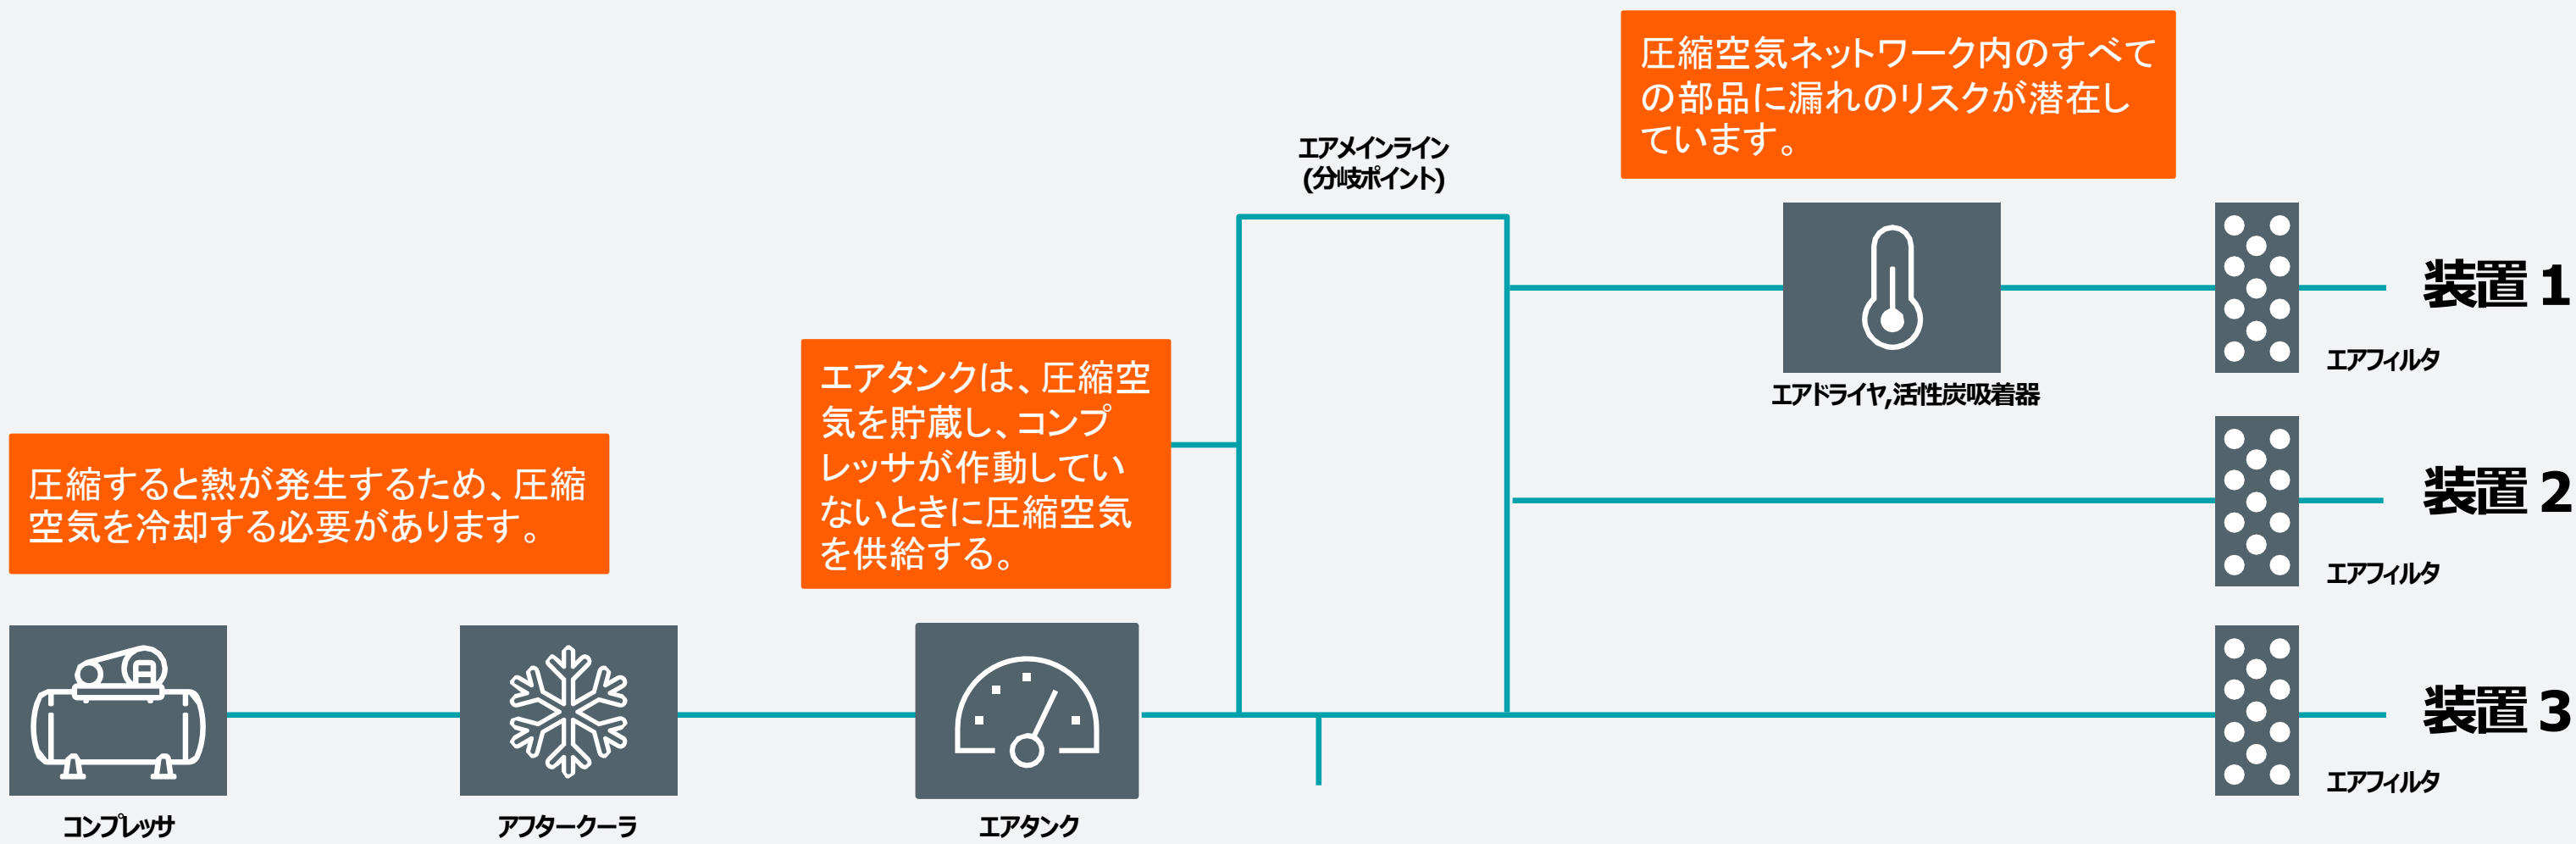 圧縮空気ネットワーク内のすべて
の部品に漏れのリスクが潜在し
ています。
エアメインライン
(分岐ポイント)
装置1
エアフィルタ
エアドライヤ,活性炭吸着器
エアタンクは、圧縮空
気を貯蔵し、コンプ
レッサが作動してい
ないときに圧縮空気
を供給する。
圧縮すると熱が発生するため、圧縮
空気を冷却する必要があります。
装置2
エアフィルタ
装置3
エアフィルタ
コンプレッサ
アフタークーラ
エアタンク